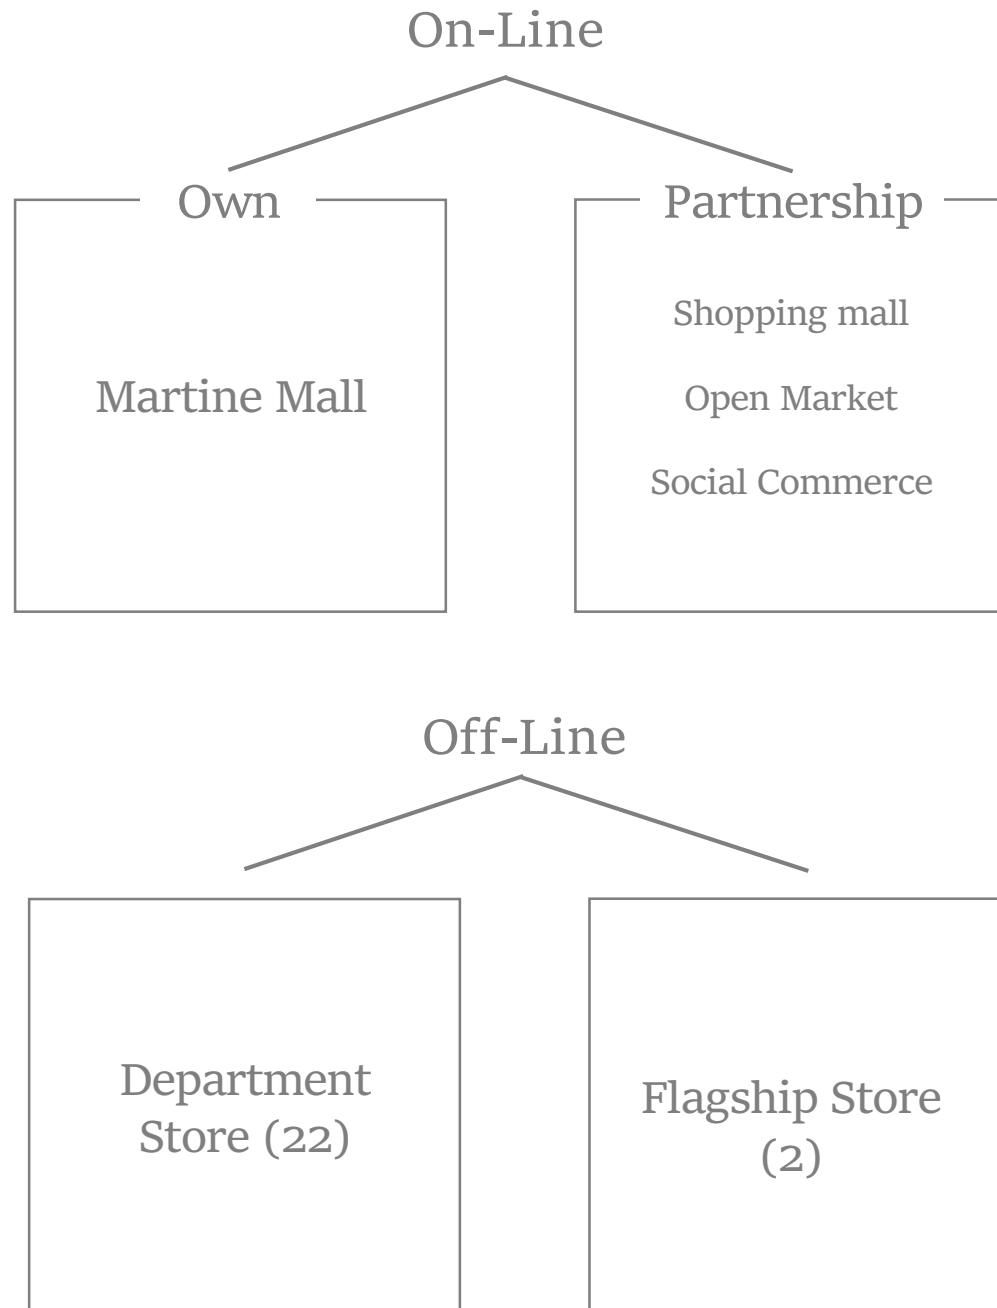 On-Line
Own
Partnership
Martine Mall
Shopping mall
Open Market
Social Commerce
Off-Line
Department
Store (22)
Flagship Store
(2)